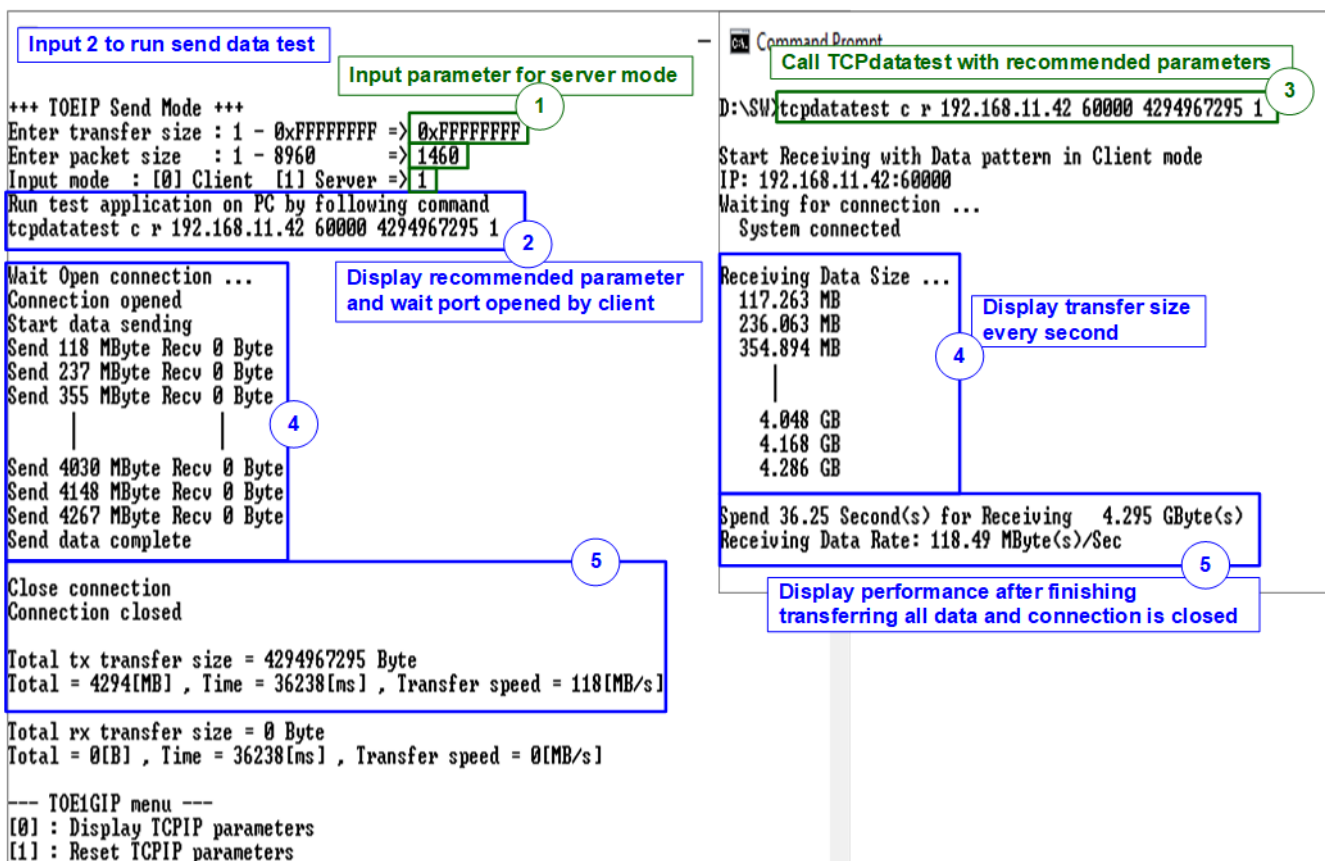 Input 2 to run send data test
Input parameter for server mode
1
+++ TOEIP Send Mode +++
Enter transfer size : 1 - 0xFFFFFFFF => 0xFFFFFFFF
Enter packet size : 1 - 8960 => 1460
Input mode : [0] Client [1] Server => 1
Run test application on PC by following command
tcpdatatest c r 192.168.11.42 60000 4294967295 1
2
Display recommended parameter
and wait port opened by client
Wait Open connection ...
Connection opened
Start data sending
Send 118 MByte Recv 0 Byte
Send 237 MByte Recv 0 Byte
Send 355 MByte Recv 0 Byte
4
Send 4030 MByte Recv 0 Byte
Send 4148 MByte Recv 0 Byte
Send 4267 MByte Recv 0 Byte
Send data complete
5
Close connection
Connection closed
Total tx transfer size = 4294967295 Byte
Total = 4294[MB] , Time = 36238[ms] , Transfer speed = 118[MB/s]
Total rx transfer size = 0 Byte
Total = 0[B] , Time = 36238[ms] , Transfer speed = 0[MB/s]
--- TOE1GIP menu ---
[0] : Display TCPIP parameters
[1] : Reset TCPIP parameters
Command Prompt
Call TCPdatatest with recommended parameters
3
D:\SW>tcpdatatest c r 192.168.11.42 60000 4294967295 1
Start Receiving with Data pattern in Client mode
IP: 192.168.11.42:60000
Waiting for connection ...
System connected
Receiving Data Size ...
117.263 MB
236.063 MB
354.894 MB
Display transfer size
every second
4
4.048 GB
4.168 GB
4.286 GB
Spend 36.25 Second(s) for Receiving 4.295 GByte(s)
Receiving Data Rate: 118.49 MByte(s)/Sec
5
Display performance after finishing
transferring all data and connection is closed